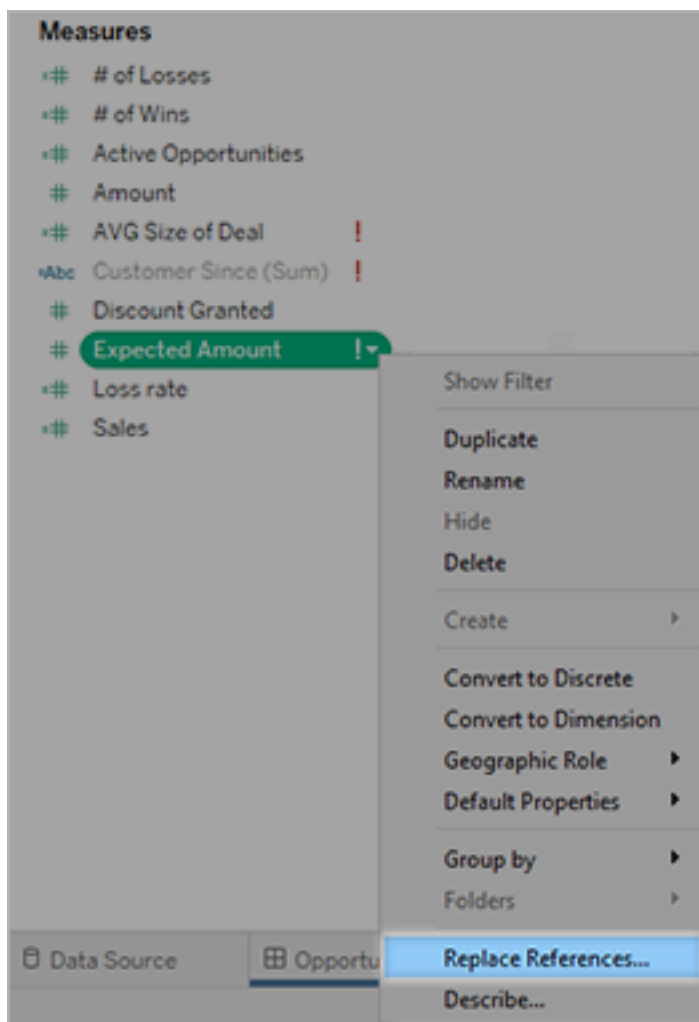 Measures
# of Losses
# of Wins
Active Opportunities
Amount
AVG Size of Deal !
Abc Customer Since (Sum) !
Discount Granted
Expected Amount !
Loss rate
Sales
Show Filter
Duplicate
Rename
Hide
Delete
Create
Convert to Discrete
Convert to Dimension
Geographic Role
Default Properties
Group by
Folders
Replace References...
Describe...
Data Source
Opportu